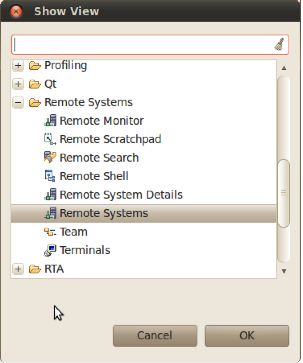 Show View
Profiling
Qt
Remote Systems
Remote Monitor
Remote Scratchpad
Remote Search
Remote Shell
Remote System Details
Remote Systems
Team
Terminals
RTA
Cancel
OK